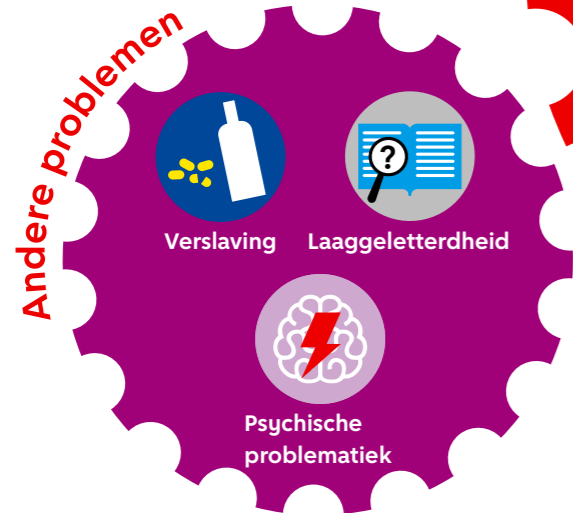 Andere problemen
Verslaving
Laaggeletterdheid
?
Psychische
problematiek